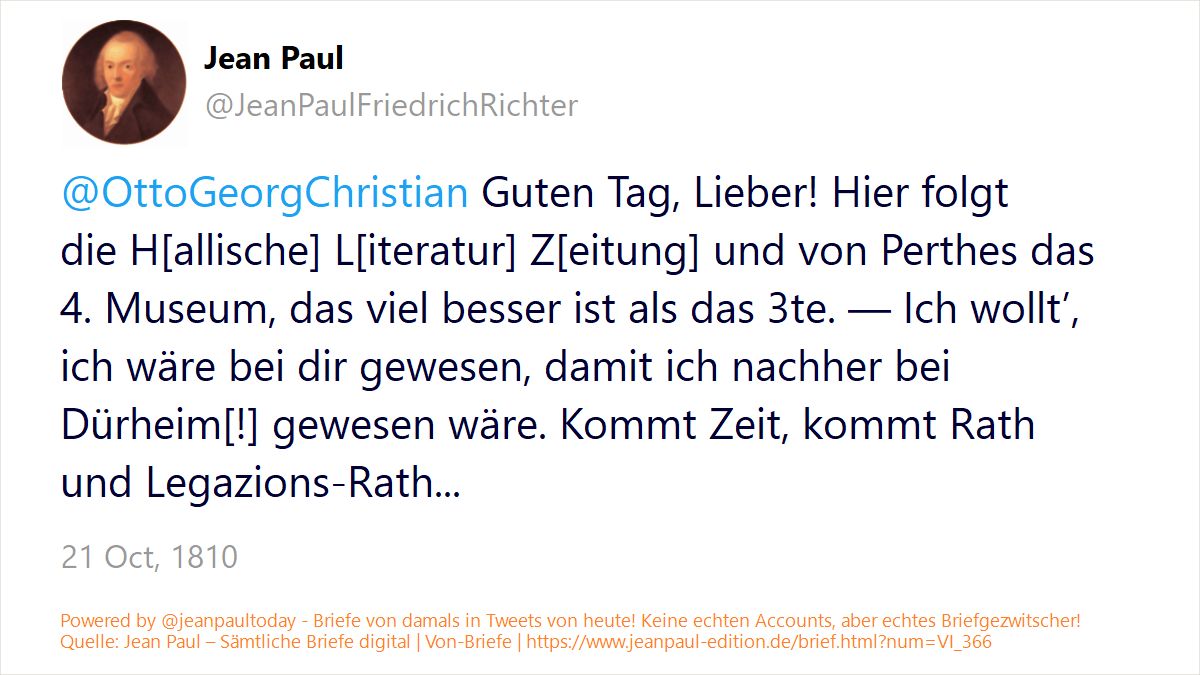 Jean Paul
@JeanPaulFriedrichRichter
@OttoGeorgChristian Guten Tag, Lieber! Hier folgt
die H[allische] L[iteratur] Z[eitung] und von Perthes das
4. Museum, das viel besser ist als das 3te. — Ich wollt’,
ich wäre bei dir gewesen, damit ich nachher bei
Dürheim[!] gewesen wäre. Kommt Zeit, kommt Rath
und Legazions-Rath...
21 Oct, 1810
Powered by @jeanpaultoday - Briefe von damals in Tweets von heute! Keine echten Accounts, aber echtes Briefgezwitscher!
Quelle: Jean Paul – Sämtliche Briefe digital | Von-Briefe | https://www.jeanpaul-edition.de/brief.html?num=VI_366